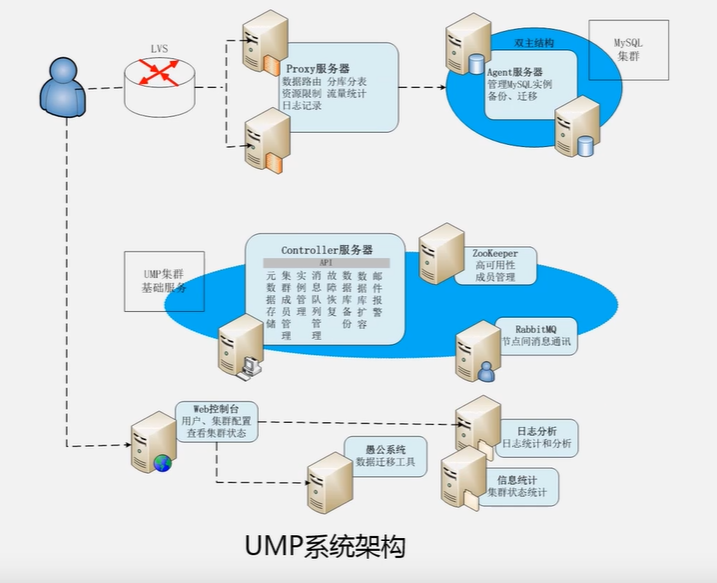 LVS
Proxy服务器
数据路由 分库分表
资源限制 流量统计
日志记录
双主结构
Agent服务器
管理MySQL实例
备份、迁移
MySQL
集群
UMP集群
基础服务
Controller服务器
API
元数据存储
集群成员管理
实例管理
消息队列管理
故障恢复
数据库备份
数据库扩容
邮件报警
ZooKeeper
高可用性
成员管理
RabbitMQ
节点间消息通讯
Web控制台
用户、集群配置
查看集群状态
愚公系统
数据迁移工具
日志分析
日志统计和分析
信息统计
集群状态统计
UMP系统架构